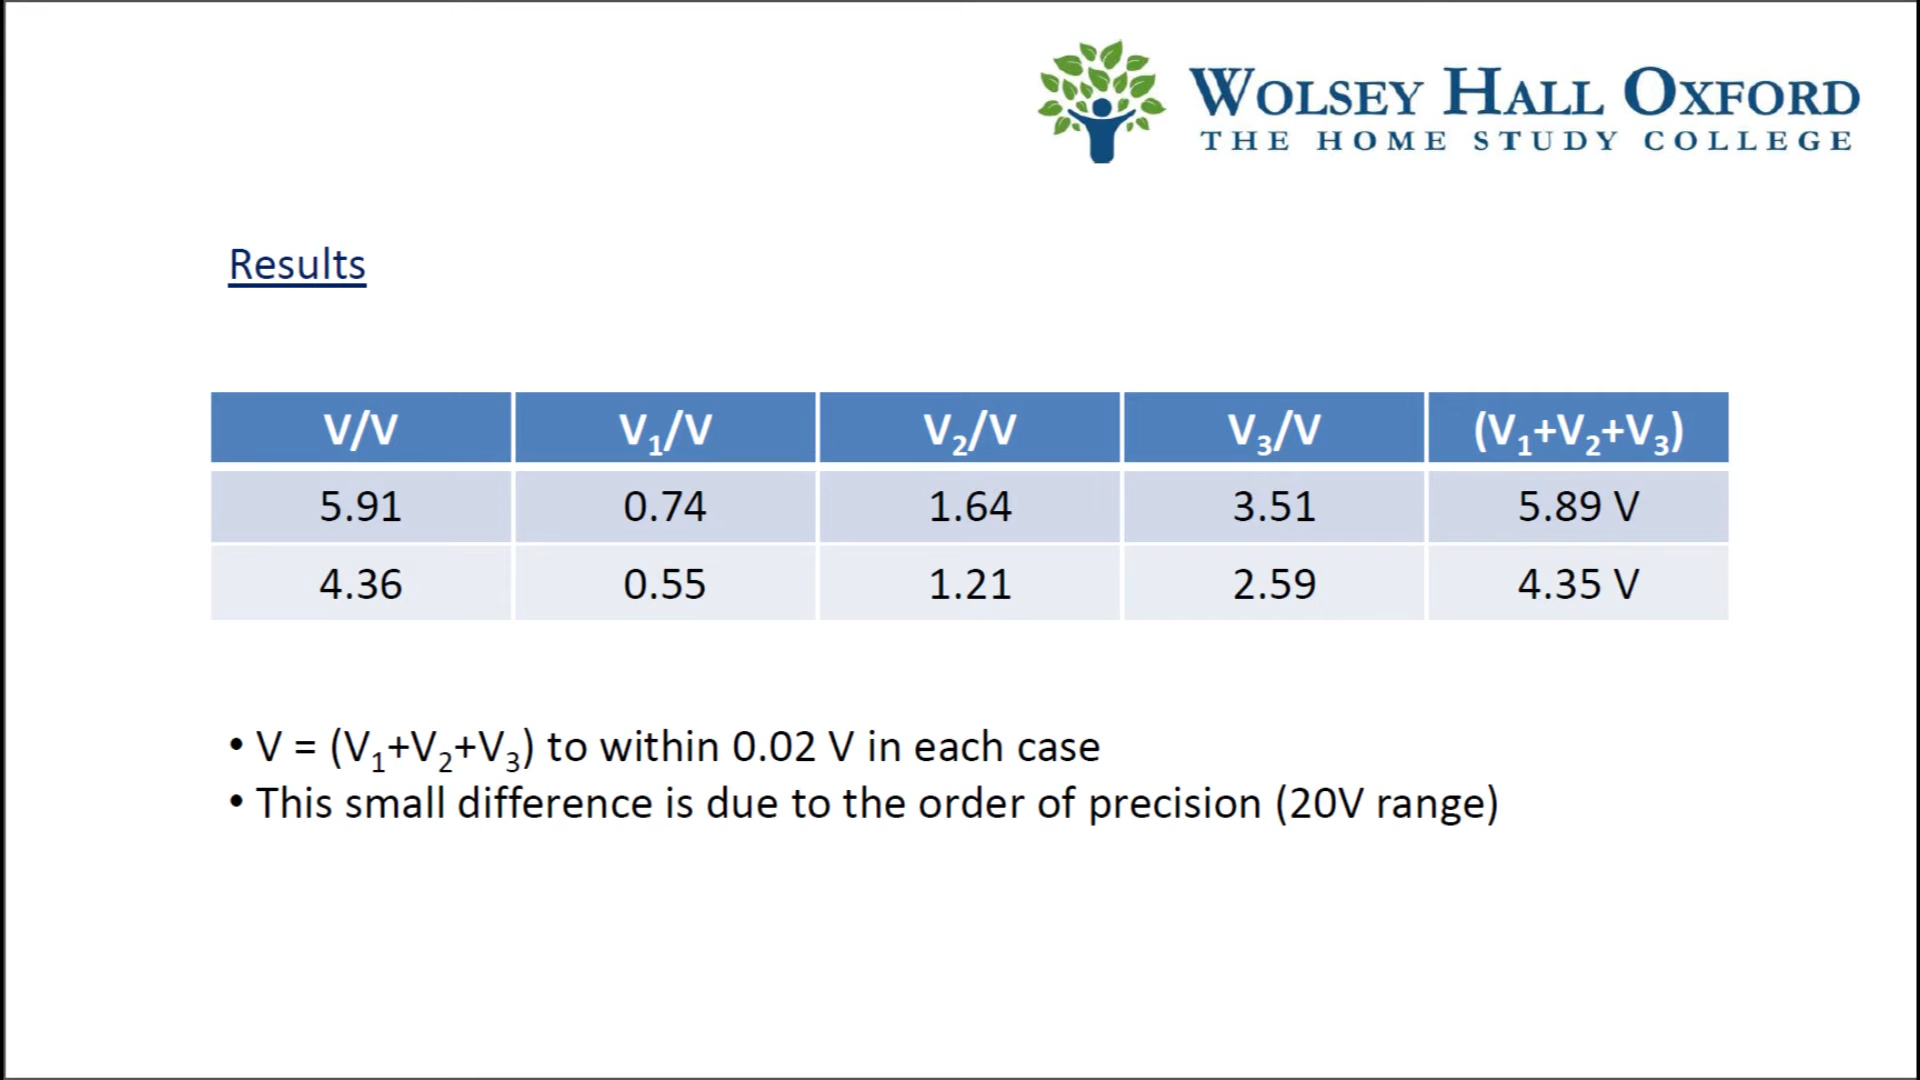 WOLSEY HALL OXFORD
THE HOME STUDY COLLEGE
Results
V/V V₁/V V₂/V V₃/V (V₁+V₂+V₃)
5.91 0.74 1.64 3.51 5.89 V
4.36 0.55 1.21 2.59 4.35 V
• V = (V₁+V₂+V₃) to within 0.02 V in each case
• This small difference is due to the order of precision (20V range)